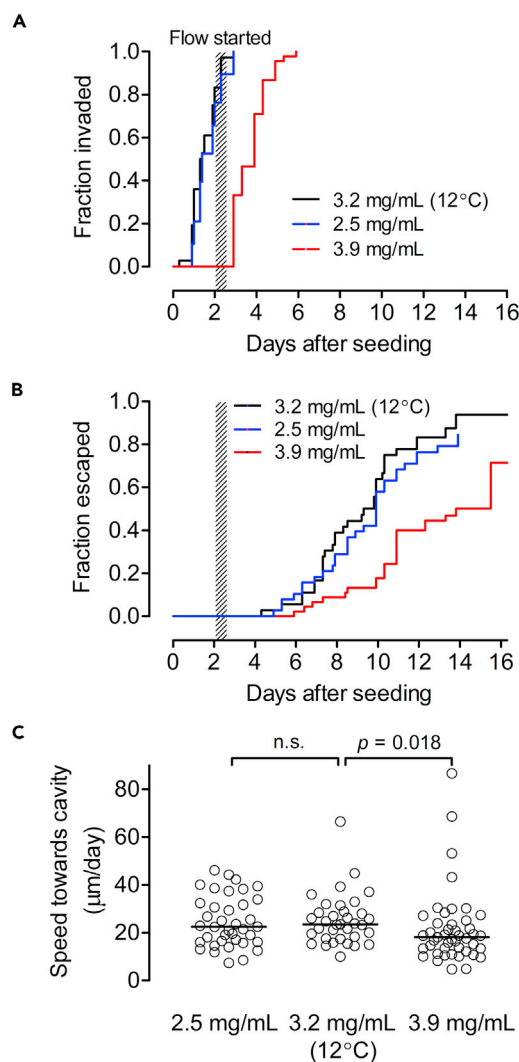 A
Flow started
1.0
0.8
0.6
0.4
0.2
0.0
Fraction invaded
3.2 mg/mL (12°C)
2.5 mg/mL
3.9 mg/mL
0 2 4 6 8 10 12 14 16
Days after seeding
B
1.0
0.8
0.6
0.4
0.2
0.0
Fraction escaped
3.2 mg/mL (12°C)
2.5 mg/mL
3.9 mg/mL
0 2 4 6 8 10 12 14 16
Days after seeding
C
n.s.
p = 0.018
80
60
40
20
0
Speed towards cavity
(μm/day)
2.5 mg/mL 3.2 mg/mL 3.9 mg/mL
(12°C)